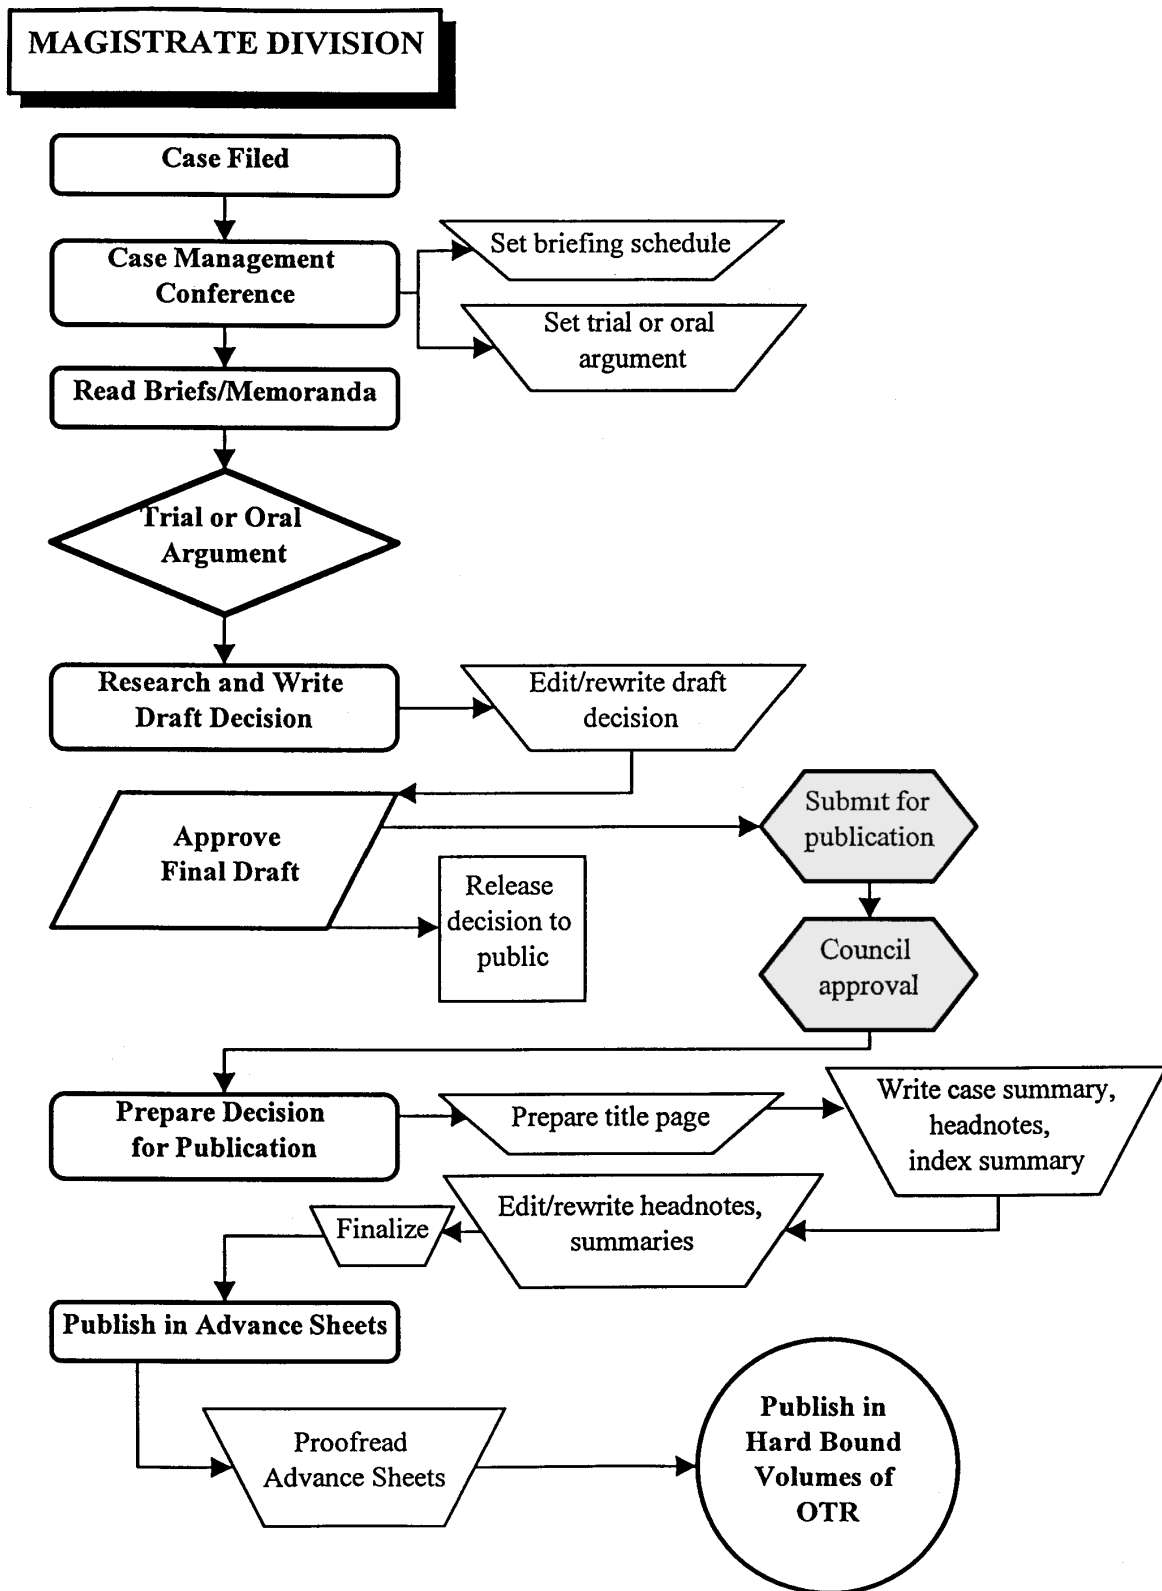 MAGISTRATE DIVISION
Case Filed
Case Management
Conference
Set briefing schedule
Set trial or oral
argument
Read Briefs/Memoranda
Trial or Oral
Argument
Research and Write
Draft Decision
Edit/rewrite draft
decision
Approve
Final Draft
Submit for
publication
Release
decision to
public
Council
approval
Prepare Decision
for Publication
Prepare title page
Write case summary,
headnotes,
index summary
Edit/rewrite headnotes,
summaries
Finalize
Publish in Advance Sheets
Proofread
Advance Sheets
Publish in
Hard Bound
Volumes of
OTR